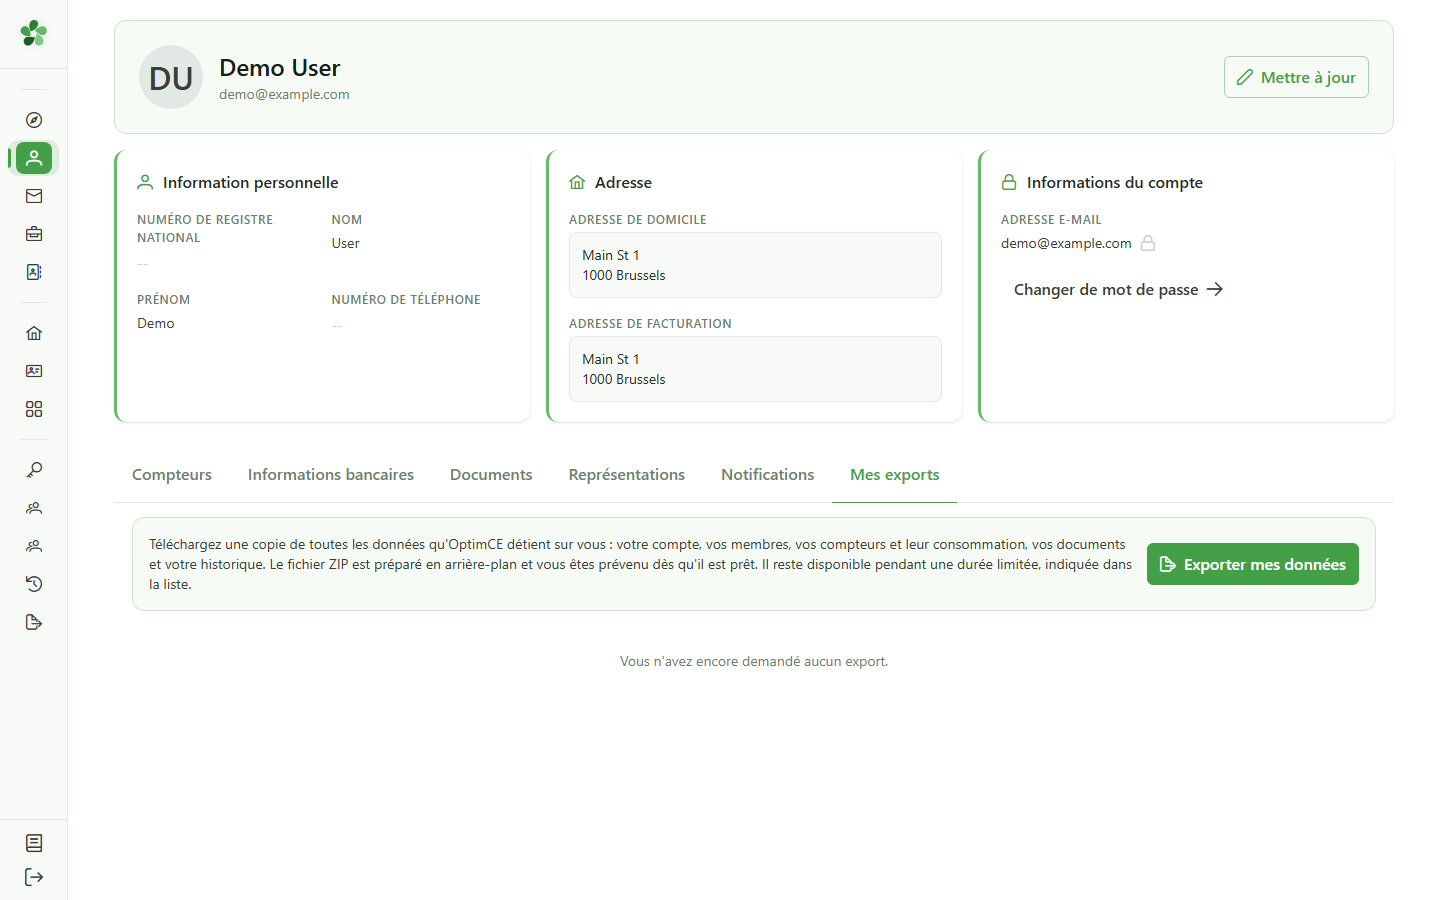 DU
Demo User
demo@example.com
Mettre à jour
Information personnelle
NUMÉRO DE REGISTRE
NATIONAL
--
NOM
User
PRÉNOM
Demo
NUMÉRO DE TÉLÉPHONE
--
Adresse
ADRESSE DE DOMICILE
Main St 1
1000 Brussels
ADRESSE DE FACTURATION
Main St 1
1000 Brussels
Informations du compte
ADRESSE E-MAIL
demo@example.com
Changer de mot de passe
Compteurs
Informations bancaires
Documents
Représentations
Notifications
Mes exports
Téléchargez une copie de toutes les données qu'OptimCE détient sur vous : votre compte, vos membres, vos compteurs et leur consommation, vos documents
et votre historique. Le fichier ZIP est préparé en arrière-plan et vous êtes prévenu dès qu'il est prêt. Il reste disponible pendant une durée limitée, indiquée dans
la liste.
Exporter mes données
Vous n'avez encore demandé aucun export.